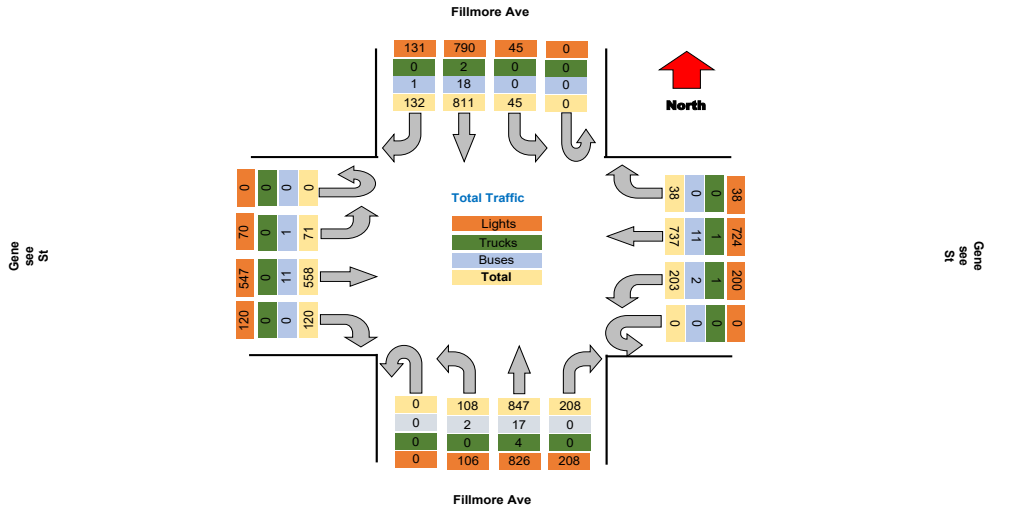 Fillmore Ave
131 790 45 0
0 2 0 0
1 18 0 0
132 811 45 0
North
0 0 0 0
70 0 1 71
547 0 11 558
120 0 0 120
Gene
see
St
Total Traffic
Lights
Trucks
Buses
Total
38 0 0 38
737 11 1 724
203 2 1 200
0 0 0 0
Gene
see
St
0 108 847 208
0 2 17 0
0 0 4 0
0 106 826 208
Fillmore Ave